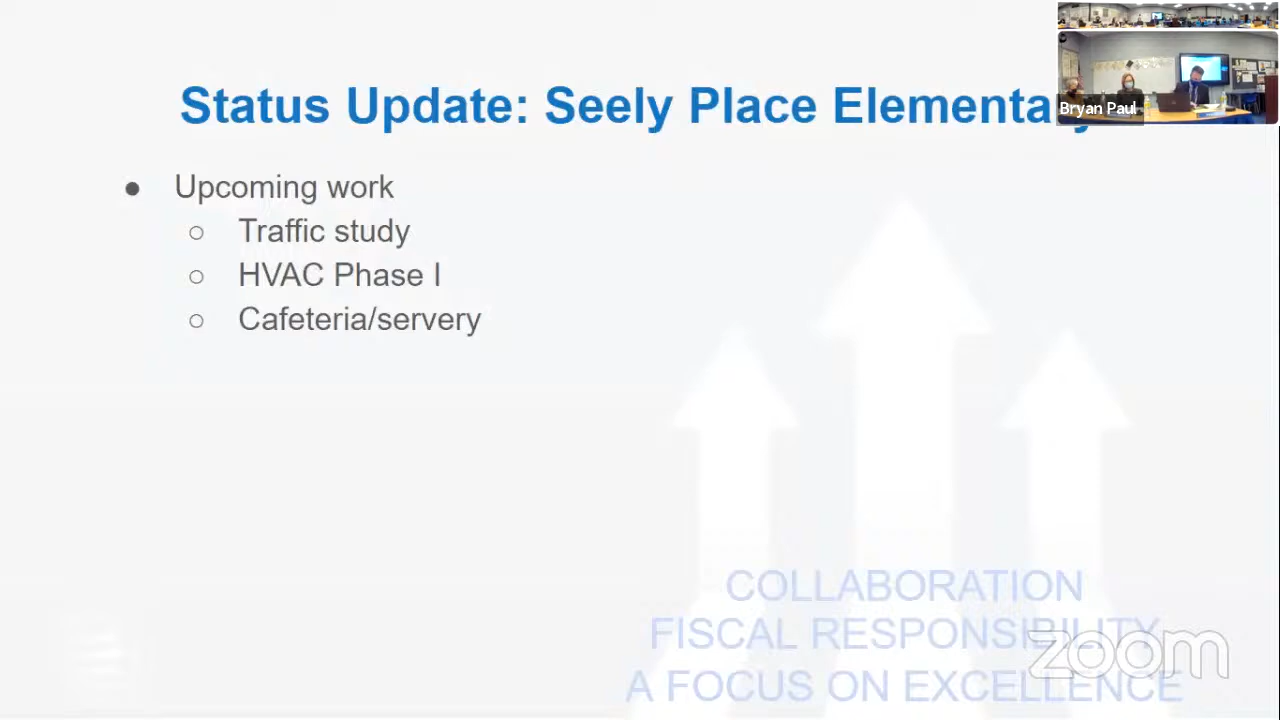 Status Update: Seely Place Elementary
Bryan Paul
● Upcoming work
○ Traffic study
○ HVAC Phase I
○ Cafeteria/servery
COLLABORATION
FISCAL RESPONSIBILITY
A FOCUS ON EXCELLENCE
zoom